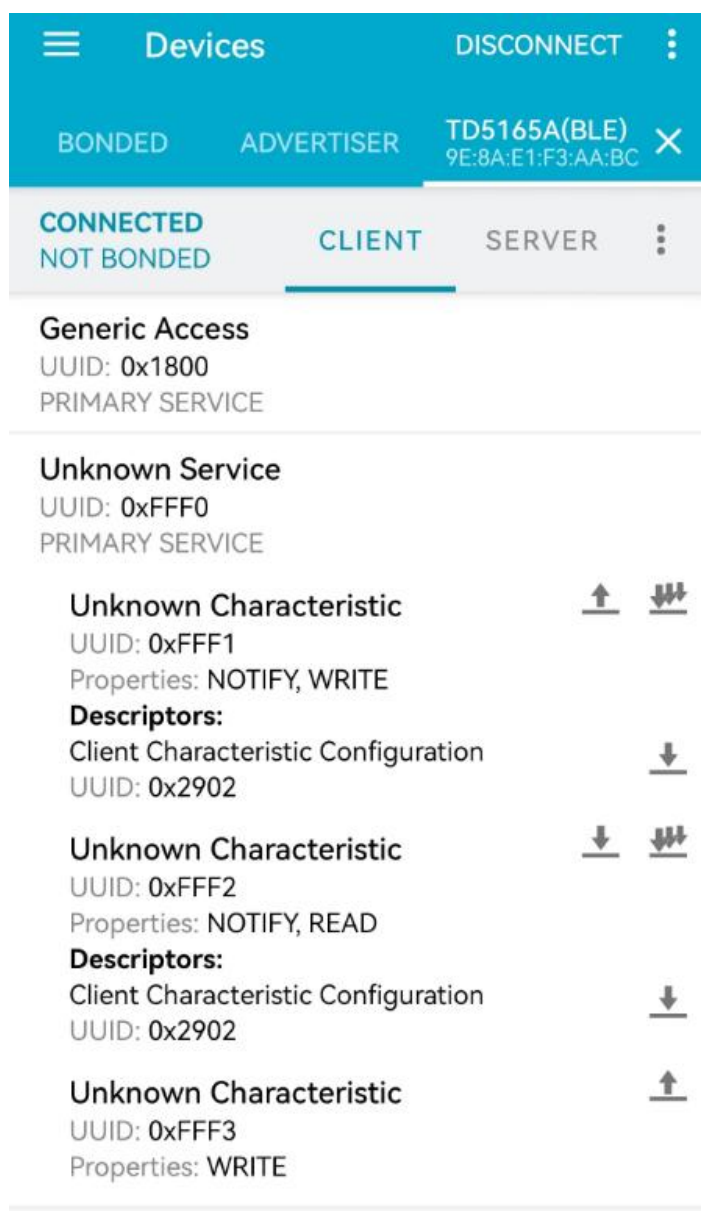 Devices DISCONNECT
BONDED ADVERTISER TD5165A(BLE)
9E:8A:E1:F3:AA:BC
CONNECTED
NOT BONDED
CLIENT SERVER
Generic Access
UUID: 0x1800
PRIMARY SERVICE
Unknown Service
UUID: 0xFFF0
PRIMARY SERVICE
Unknown Characteristic
UUID: 0xFFF1
Properties: NOTIFY, WRITE
Descriptors:
Client Characteristic Configuration
UUID: 0x2902
Unknown Characteristic
UUID: 0xFFF2
Properties: NOTIFY, READ
Descriptors:
Client Characteristic Configuration
UUID: 0x2902
Unknown Characteristic
UUID: 0xFFF3
Properties: WRITE